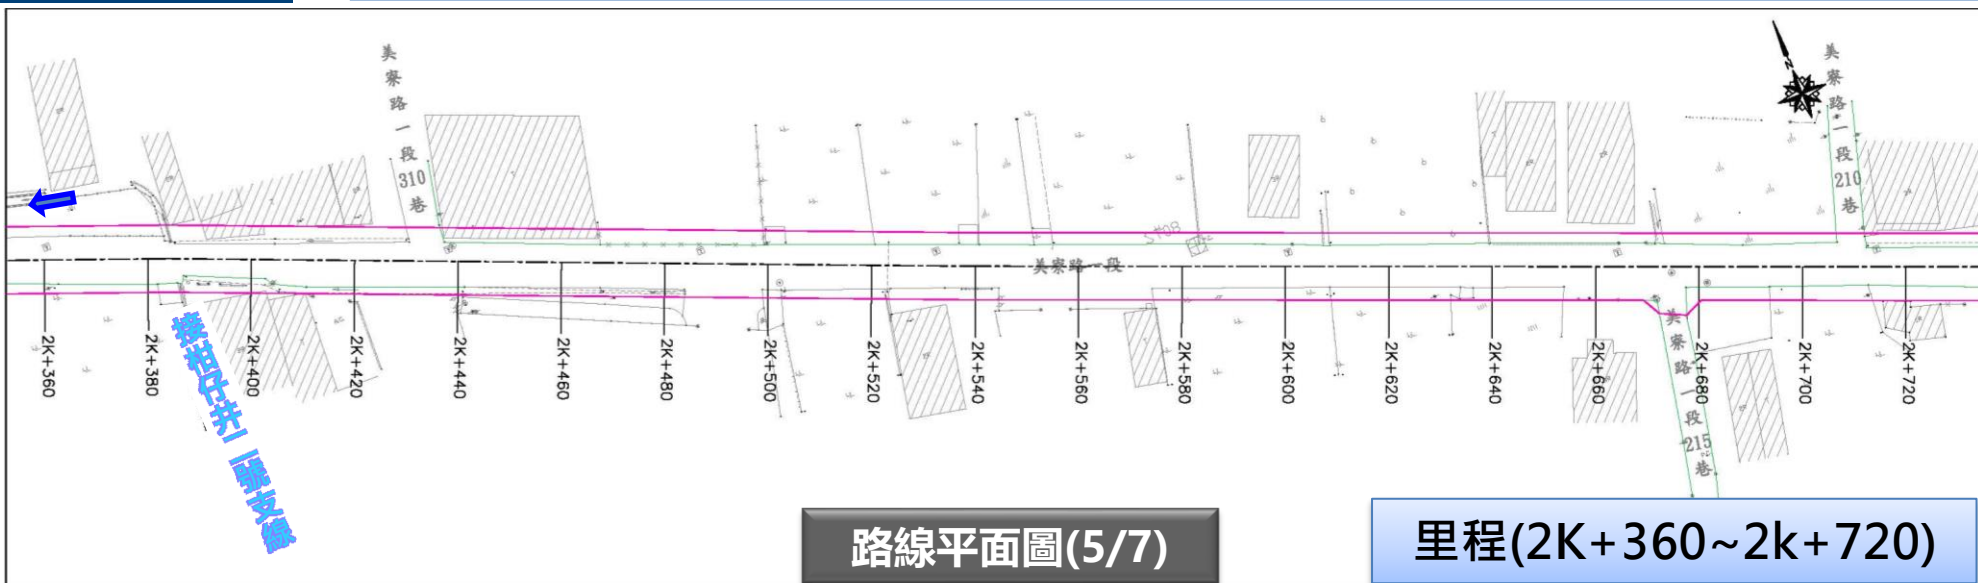 美寮路一段310巷
美寮路一段210巷
美寮路一段
2K+360
2K+380
2K+400
2K+420
2K+440
2K+460
2K+480
2K+500
2K+520
2K+540
2K+560
2K+580
2K+600
2K+620
2K+640
2K+660
2K+680
2K+700
2K+720
接柑仔井二號支線
美寮路一段215巷
路線平面圖(5/7)
里程(2K+360~2k+720)